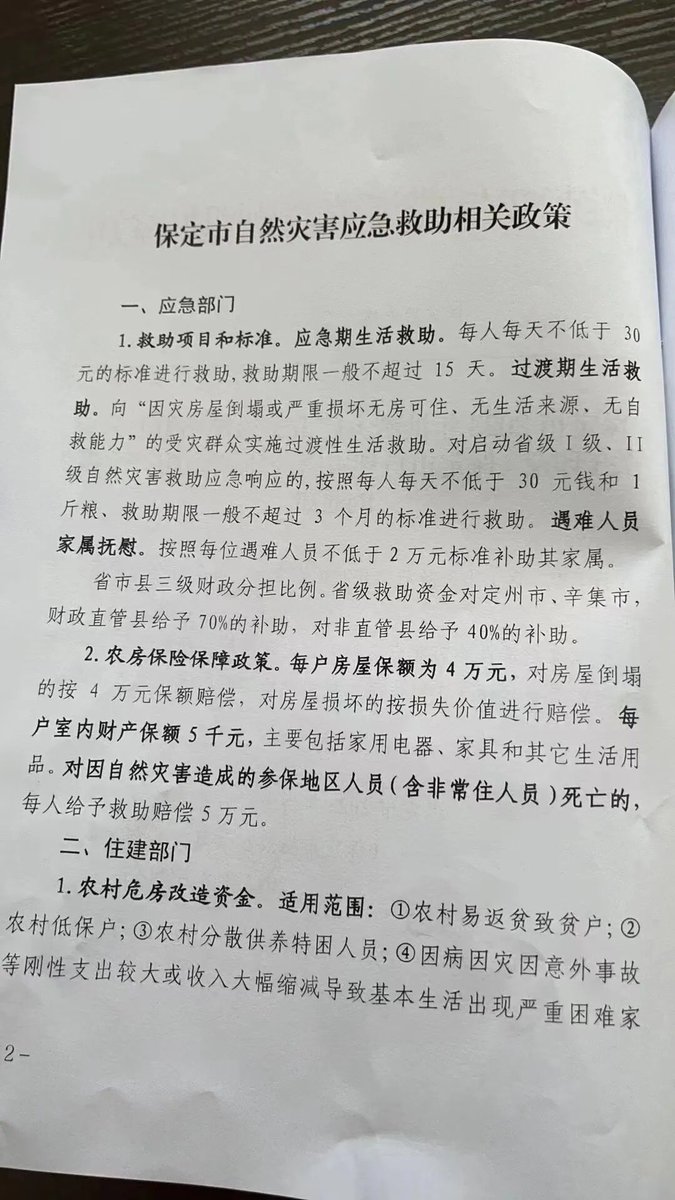 保定市自然灾害应急救助相关政策
一、应急部门
1.救助项目和标准。应急期生活救助。每人每天不低于 30
元的标准进行救助,救助期限一般不超过 15 天。过渡期生活救
助。向“因灾房屋倒塌或严重损坏无房可住、无生活来源、无自
救能力”的受灾群众实施过渡性生活救助。对启动省级 I 级、II
级自然灾害救助应急响应的,按照每人每天不低于 30 元钱和 1
斤粮、救助期限一般不超过 3 个月的标准进行救助。遇难人员
家属抚慰。按照每位遇难人员不低于 2 万元标准补助其家属。
省市县三级财政分担比例。省级救助资金对定州市、辛集市,
财政直管县给予 70%的补助，对非直管县给予 40%的补助。
2.农房保险保障政策。每户房屋保额为 4 万元，对房屋倒塌
的按 4 万元保额赔偿，对房屋损坏的按损失价值进行赔偿。每
户室内财产保额 5 千元，主要包括家用电器、家具和其它生活用
品。对因自然灾害造成的参保地区人员(含非常住人员)死亡的,
每人给予救助赔偿 5 万元。
二、住建部门
1.农村危房改造资金。适用范围：①农村易返贫致贫户;②
农村低保户;③农村分散供养特困人员;④因病因灾因意外事故
等刚性支出较大或收入大幅缩减导致基本生活出现严重困难家
2-